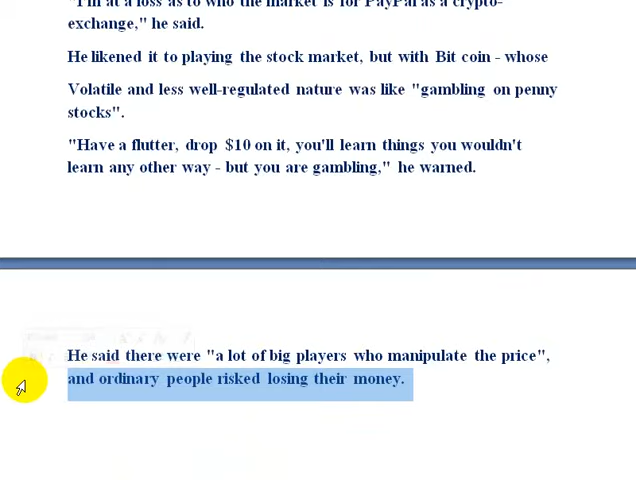 "I'm at a loss as to who the market is for PayPal as a crypto-
exchange," he said.
He likened it to playing the stock market, but with Bit coin - whose
Volatile and less well-regulated nature was like "gambling on penny
stocks".
"Have a flutter, drop $10 on it, you'll learn things you wouldn't
learn any other way - but you are gambling," he warned.
He said there were "a lot of big players who manipulate the price",
and ordinary people risked losing their money.